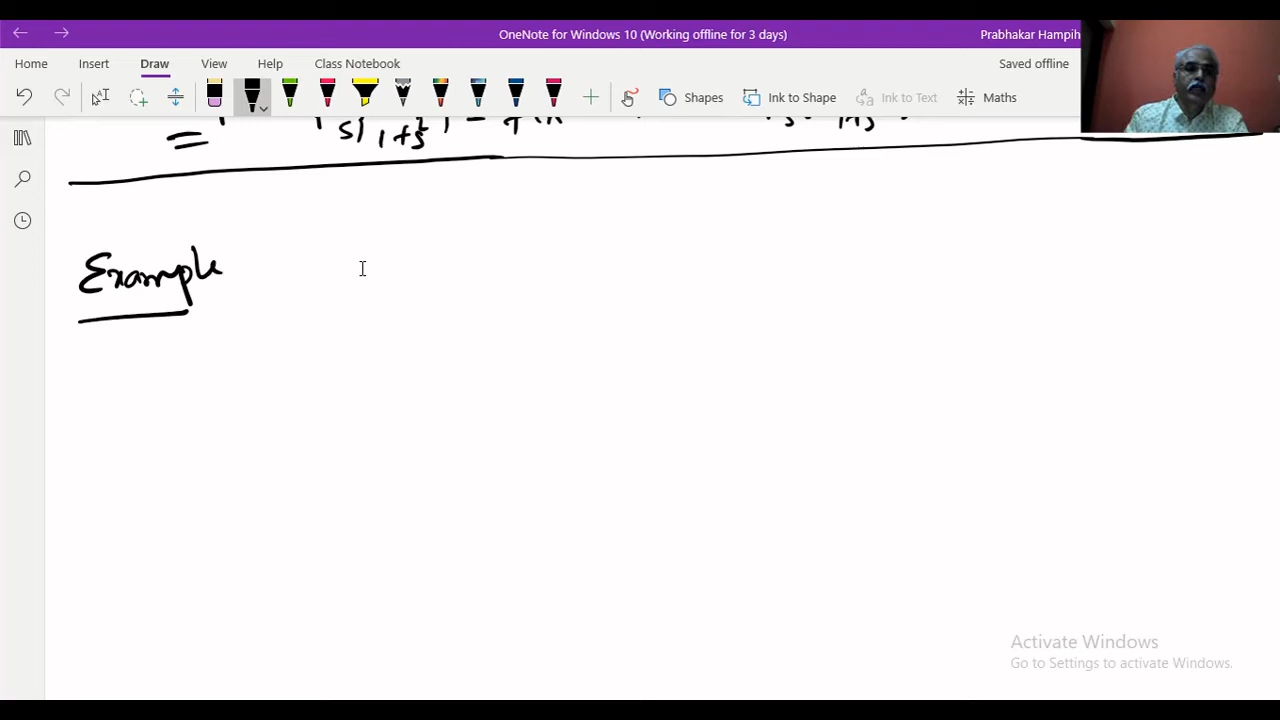 OneNote for Windows 10 (Working offline for 3 days)
Prabhakar Hampih
Home Insert Draw View Help Class Notebook
Saved offline
Shapes Ink to Shape Ink to Text Maths
Example
Activate Windows
Go to Settings to activate Windows.